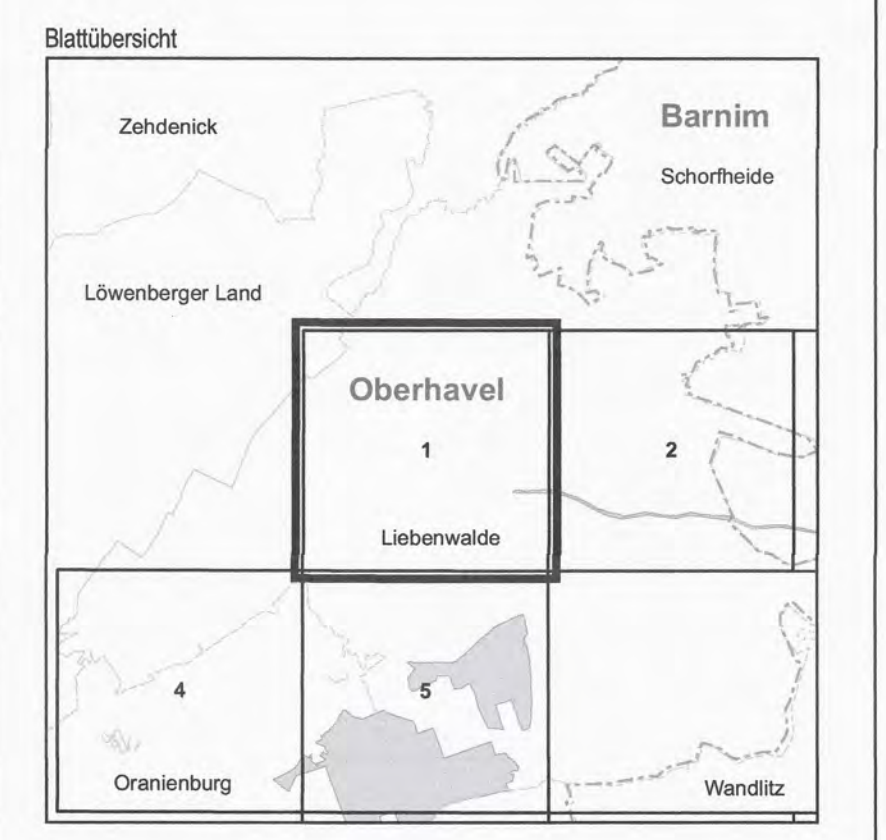 Blattübersicht
Zehdenick
Barnim
Schorfheide
Löwenberger Land
Oberhavel
1
2
Liebenwalde
4
5
Oranienburg
Wandlitz